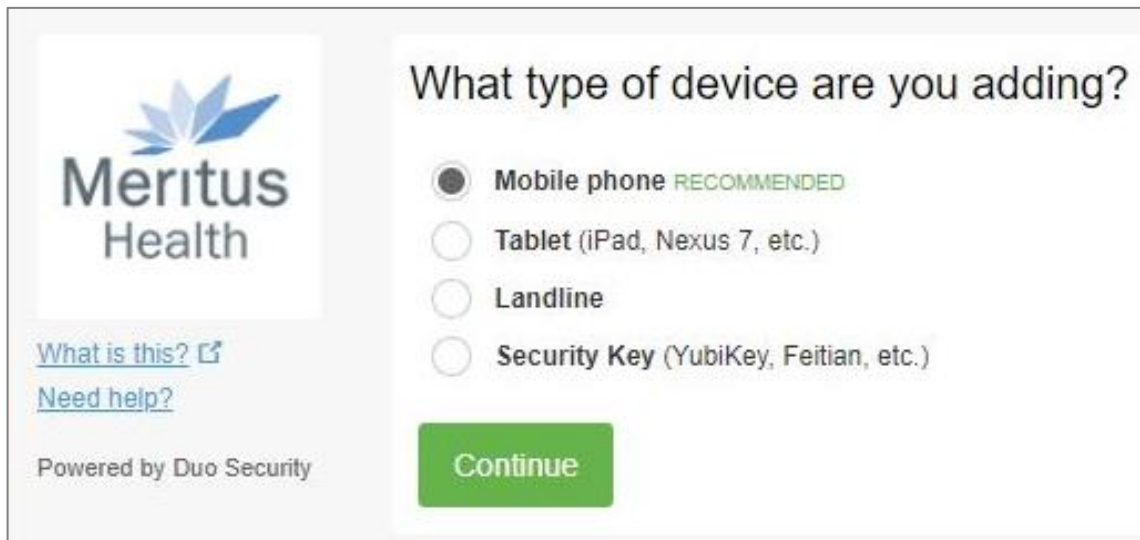 Meritus
Health
What is this?
Need help?
Powered by Duo Security
What type of device are you adding?
Mobile phone RECOMMENDED
Tablet (iPad, Nexus 7, etc.)
Landline
Security Key (YubiKey, Feitian, etc.)
Continue